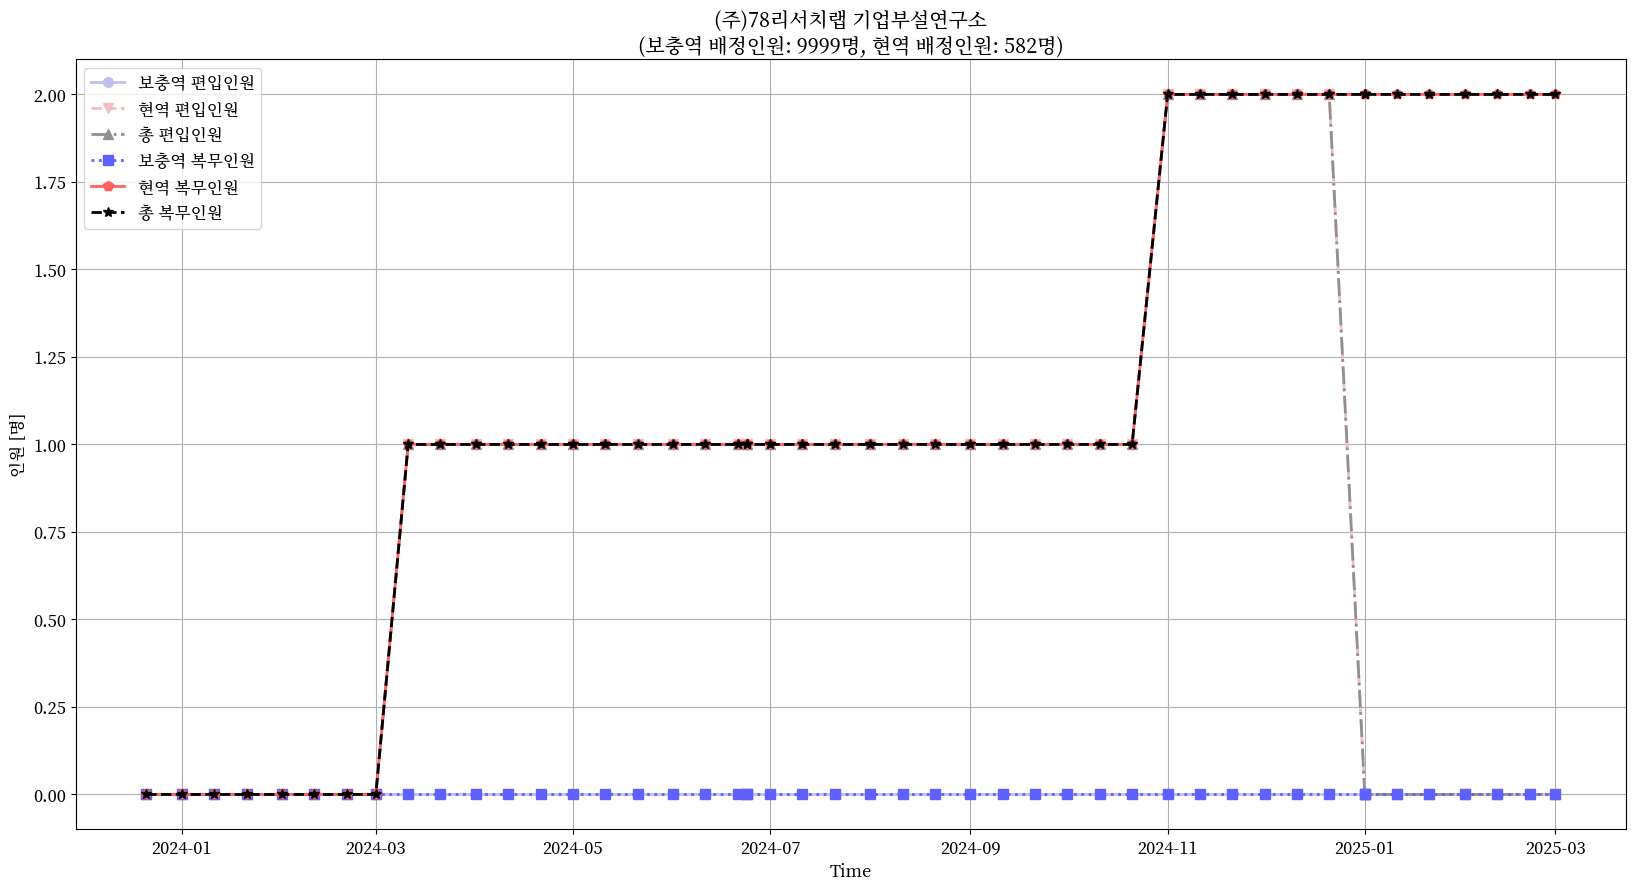 (주)78리서치랩 기업부설연구소
(보충역 배정인원: 9999명, 현역 배정인원: 582명)
보충역 편입인원
현역 편입인원
총 편입인원
보충역 복무인원
현역 복무인원
총 복무인원
2.00
1.75
1.50
1.25
1.00
0.75
0.50
0.25
0.00
인원 [명]
2024-01
2024-03
2024-05
2024-07
2024-09
2024-11
2025-01
2025-03
Time